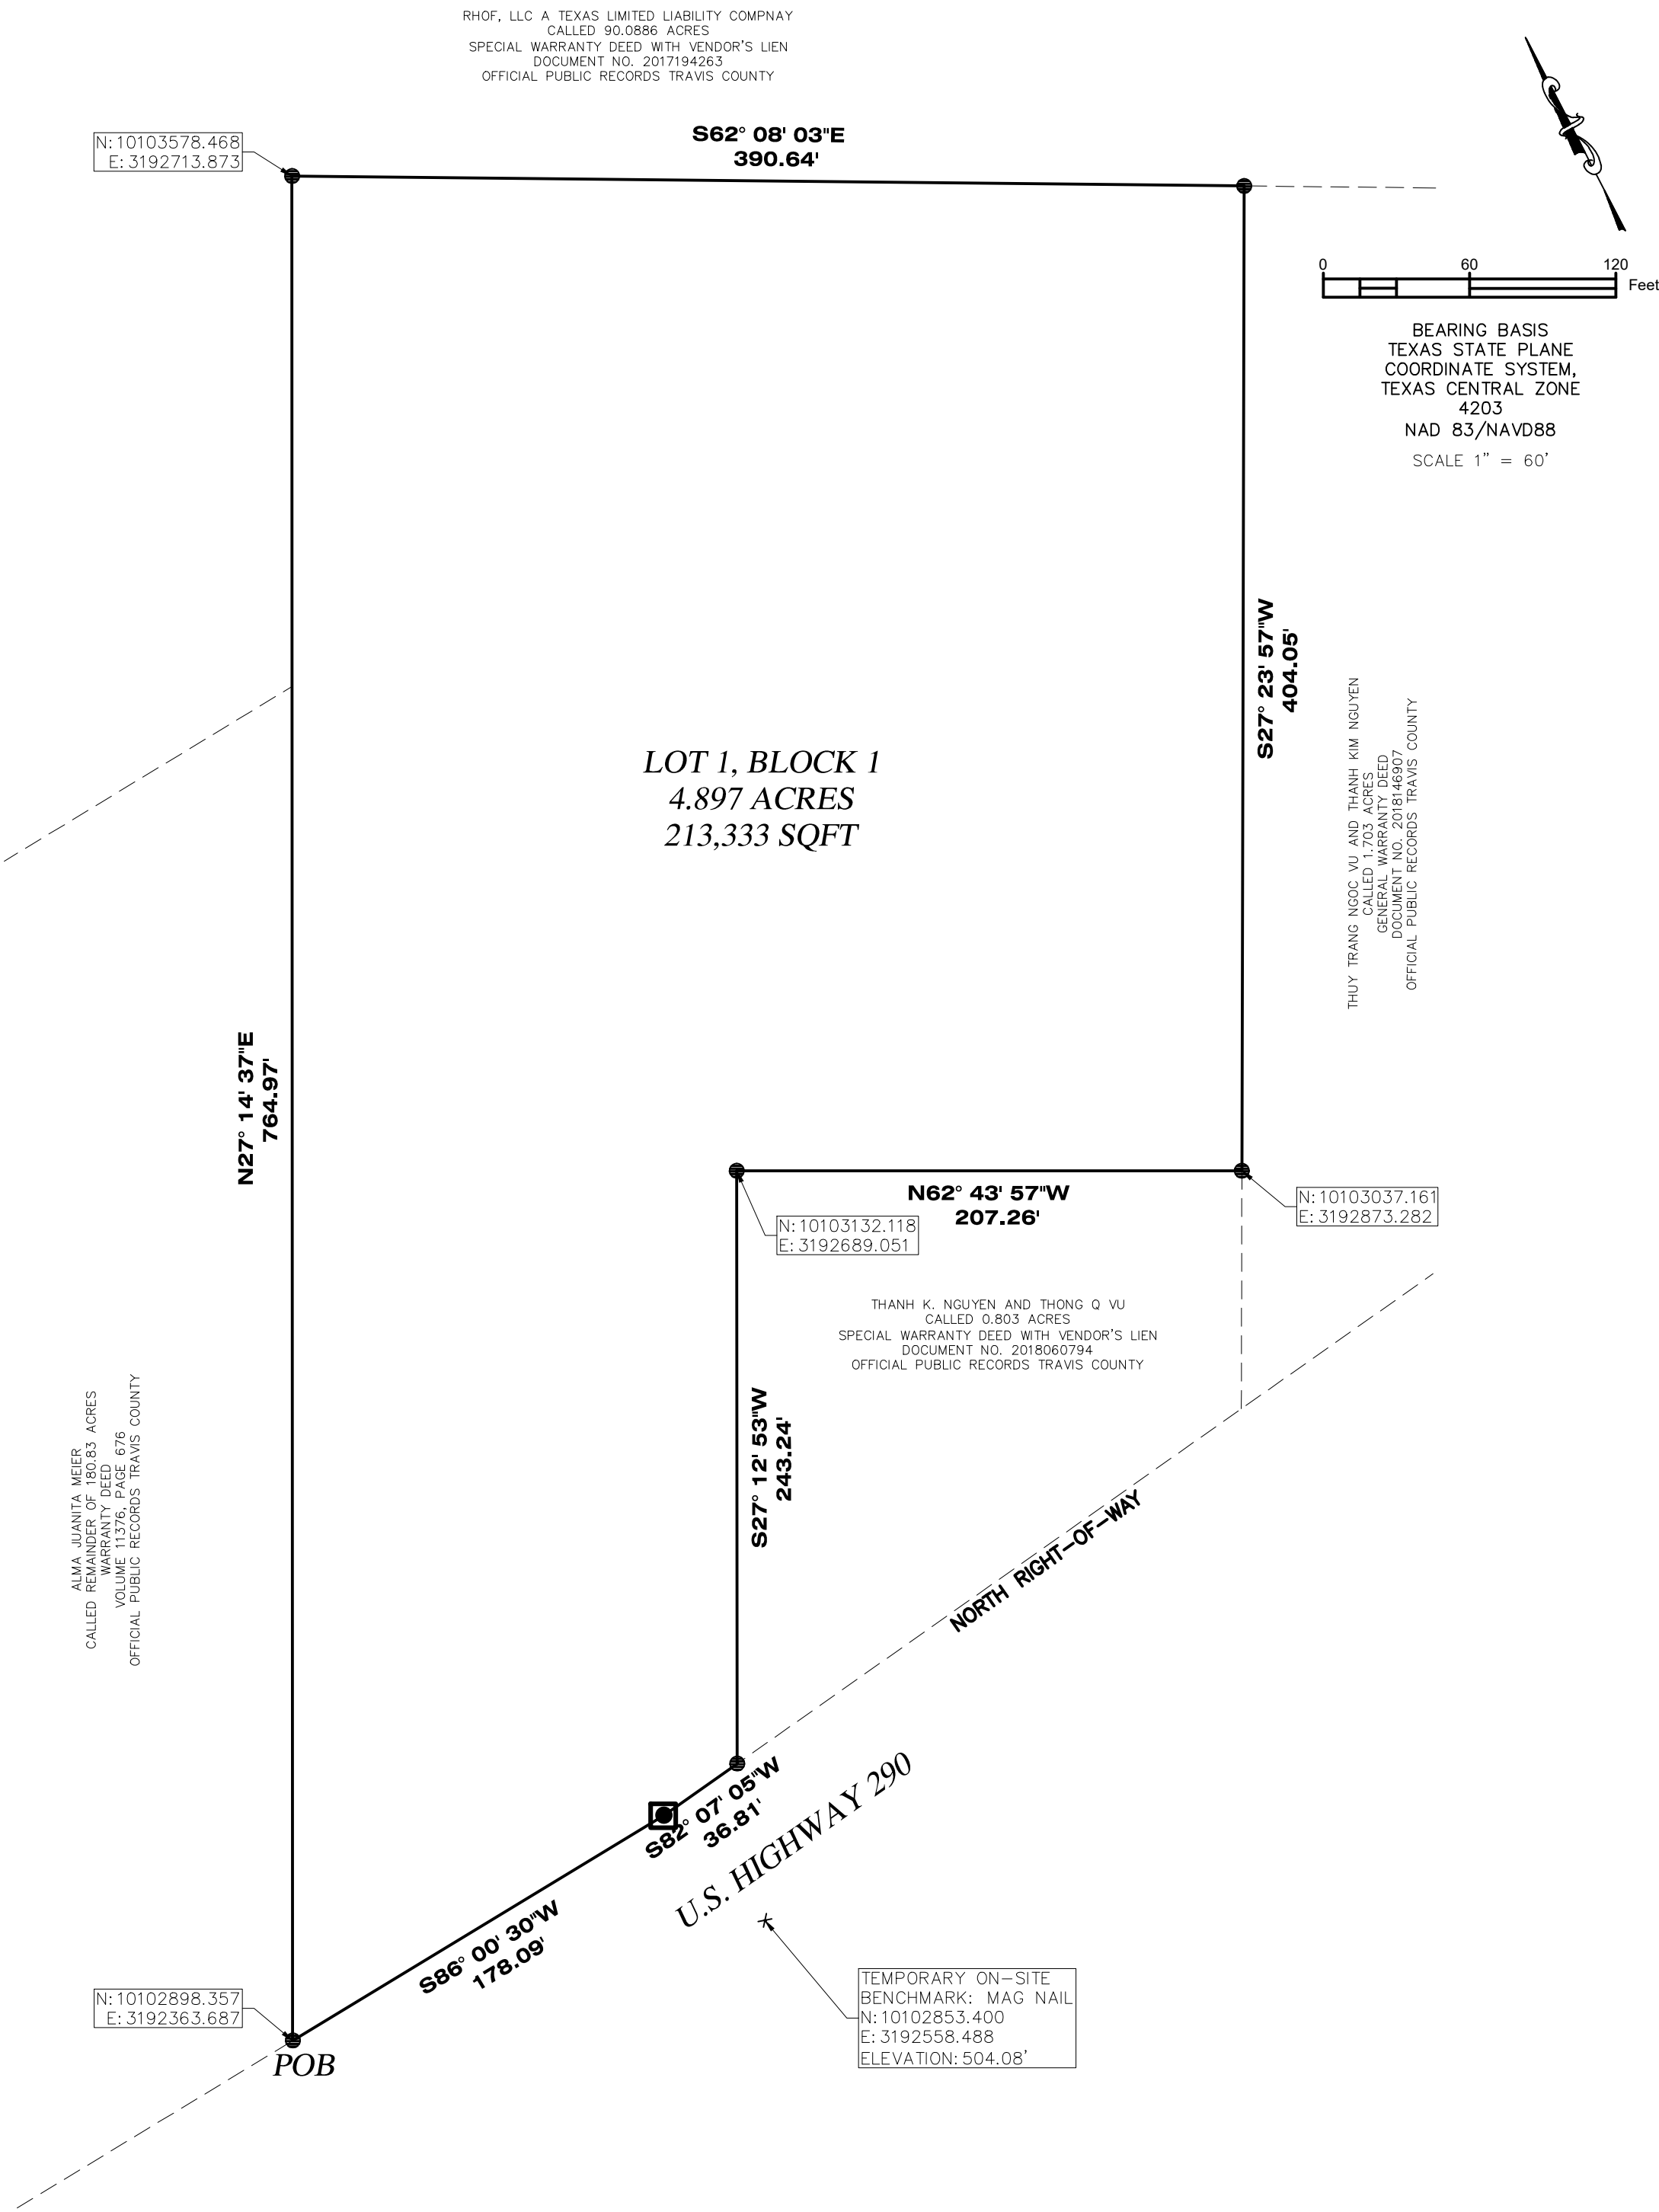 RHOF, LLC A TEXAS LIMITED LIABILITY COMPNAY
CALLED 90.0886 ACRES
SPECIAL WARRANTY DEED WITH VENDOR'S LIEN
DOCUMENT NO. 2017194263
OFFICIAL PUBLIC RECORDS TRAVIS COUNTY
N:10103578.468
E:3192713.873
S62° 08' 03"E
390.64'
0 60 120
Feet
BEARING BASIS
TEXAS STATE PLANE
COORDINATE SYSTEM,
TEXAS CENTRAL ZONE
4203
NAD 83/NAVD88
SCALE 1" = 60'
S27° 23' 57"W
404.05'
THUY TRANG NGOC VU AND THANH KIM NGUYEN
CALLED 1.703 ACRES
GENERAL WARRANTY DEED
DOCUMENT NO. 2018146907
OFFICIAL PUBLIC RECORDS TRAVIS COUNTY
LOT 1, BLOCK 1
4.897 ACRES
213,333 SQFT
N27° 14' 37"E
764.97'
N62° 43' 57"W
207.26'
N:10103037.161
E:3192873.282
N:10103132.118
E:3192689.051
THANH K. NGUYEN AND THONG Q VU
CALLED 0.803 ACRES
SPECIAL WARRANTY DEED WITH VENDOR'S LIEN
DOCUMENT NO. 2018060794
OFFICIAL PUBLIC RECORDS TRAVIS COUNTY
S27° 12' 53"W
243.24'
ALMA JUANITA MEIER
CALLED REMAINDER OF 180.83 ACRES
WARRANTY DEED
VOLUME 11376, PAGE 676
OFFICIAL PUBLIC RECORDS TRAVIS COUNTY
NORTH RIGHT-OF-WAY
S82° 07' 05"W
36.81'
U.S. HIGHWAY 290
S86° 00' 30"W
178.09'
N:10102898.357
E:3192363.687
POB
TEMPORARY ON-SITE
BENCHMARK: MAG NAIL
N:10102853.400
E:3192558.488
ELEVATION:504.08'